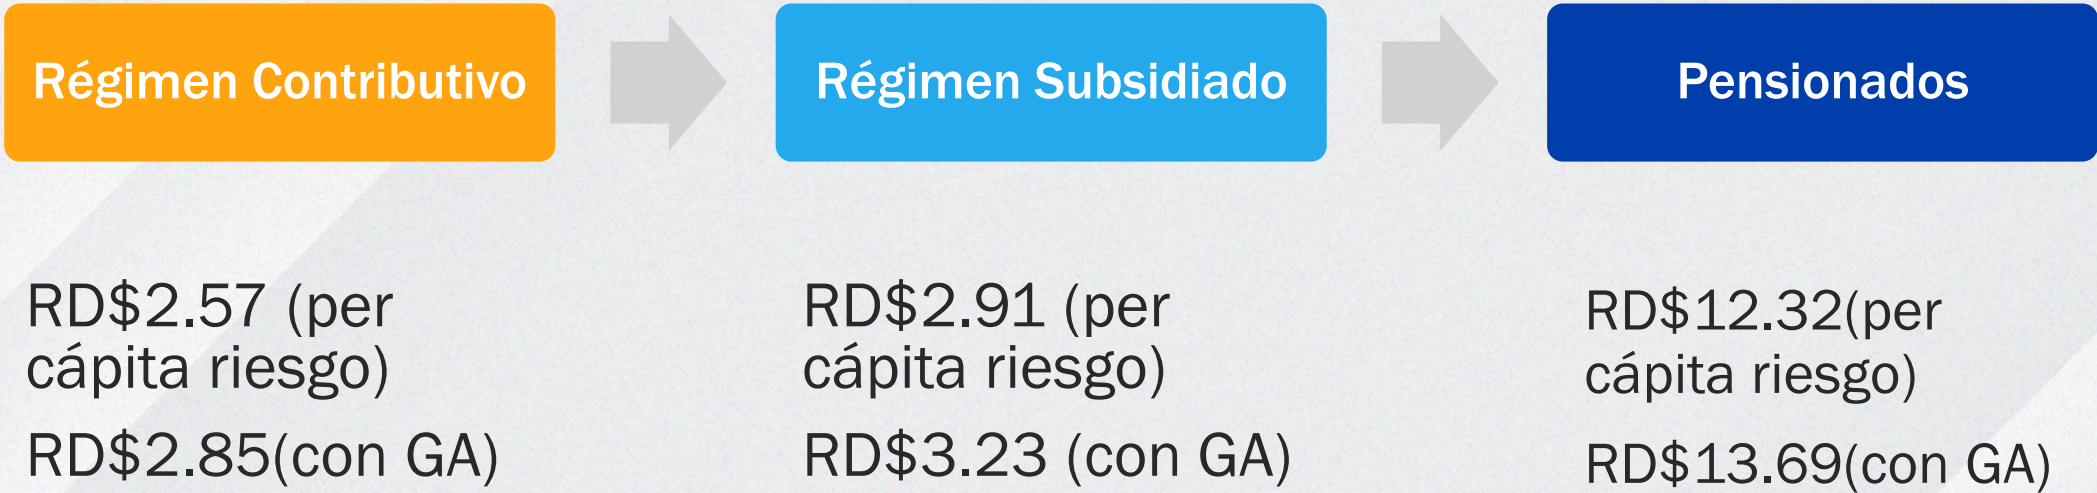 Régimen Contributivo
Régimen Subsidiado
Pensionados
RD$2.57 (per
cápita riesgo)
RD$2.85(con GA)
RD$2.91 (per
cápita riesgo)
RD$3.23 (con GA)
RD$12.32(per
cápita riesgo)
RD$13.69(con GA)